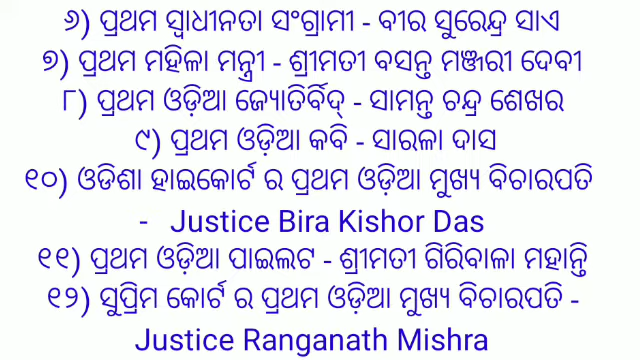 ୬) ପ୍ରଥମ ସ୍ୱାଧୀନତା ସଂଗ୍ରାମୀ - ବୀର ସୁରେନ୍ଦ୍ର ସାଏ
୭) ପ୍ରଥମ ମହିଳା ମନ୍ତ୍ରୀ - ଶ୍ରୀମତୀ ବସନ୍ତ ମଞ୍ଜରୀ ଦେବୀ
୮) ପ୍ରଥମ ଓଡ଼ିଆ ଜ୍ୟୋତିର୍ବିଦ୍ - ସାମନ୍ତ ଚନ୍ଦ୍ର ଶେଖର
୯) ପ୍ରଥମ ଓଡ଼ିଆ କବି - ସାରଳା ଦାସ
୧୦) ଓଡିଶା ହାଇକୋର୍ଟ ର ପ୍ରଥମ ଓଡ଼ିଆ ମୁଖ୍ୟ ବିଚାରପତି
- Justice Bira Kishor Das
୧୧) ପ୍ରଥମ ଓଡ଼ିଆ ପାଇଲଟ - ଶ୍ରୀମତୀ ଗିରିବାଳା ମହାନ୍ତି
୧୨) ସୁପ୍ରିମ କୋର୍ଟ ର ପ୍ରଥମ ଓଡ଼ିଆ ମୁଖ୍ୟ ବିଚାରପତି -
Justice Ranganath Mishra